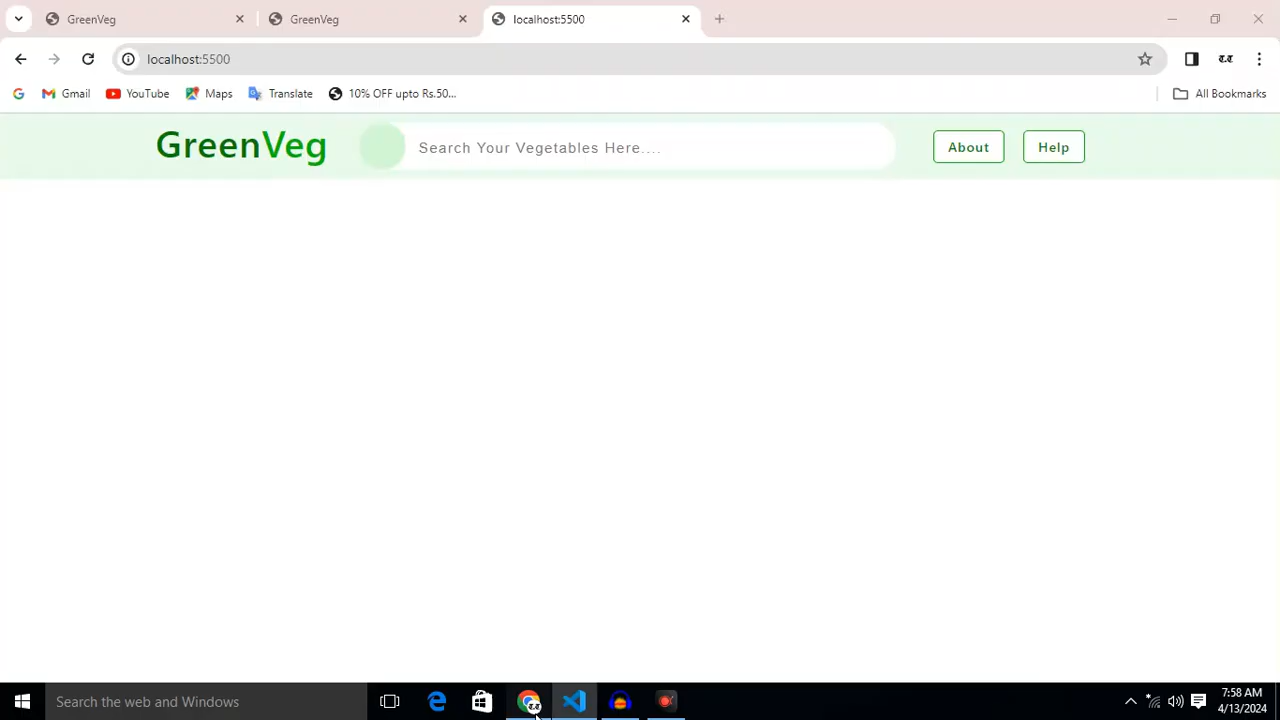 GreenVeg
GreenVeg
localhost:5500
localhost:5500
Gmail
YouTube
Maps
Translate
10% OFF upto Rs.50...
All Bookmarks
GreenVeg
Search Your Vegetables Here....
About
Help
Search the web and Windows
7:58 AM
4/13/2024